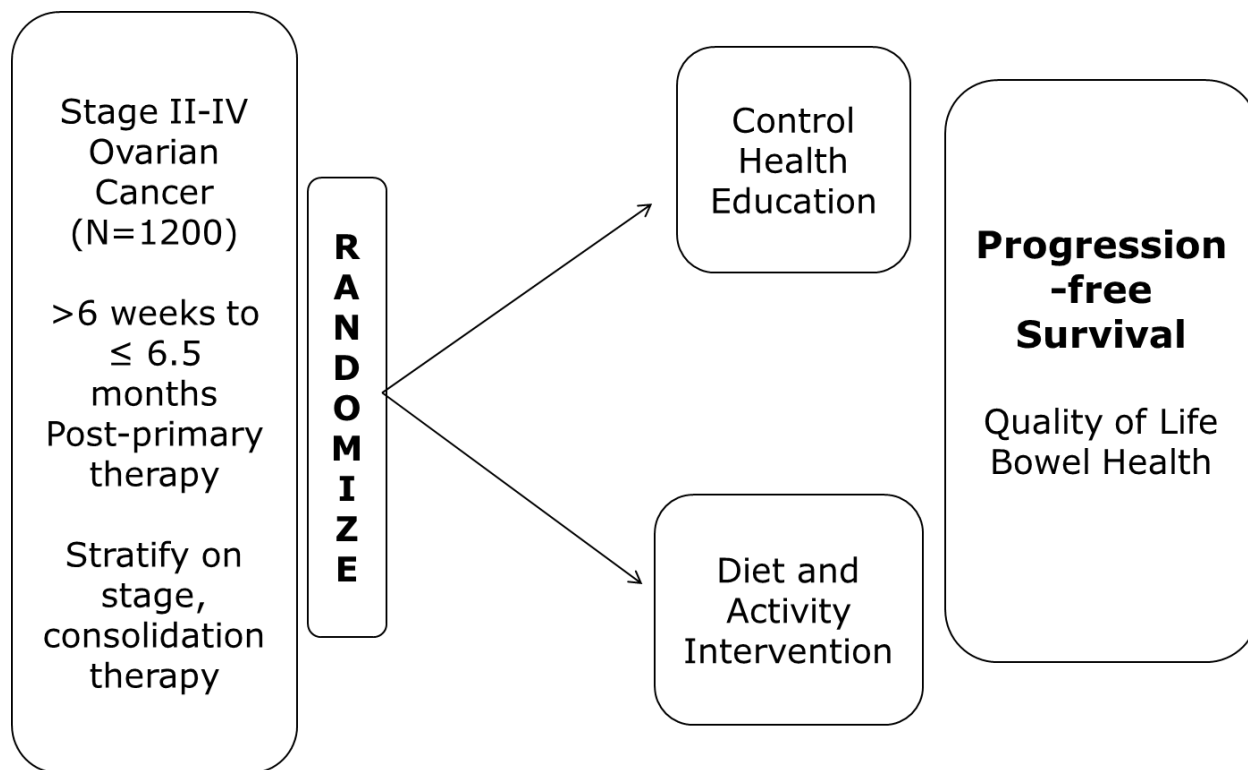 Stage II-IV
Ovarian
Cancer
(N=1200)
>6 weeks to
≤ 6.5
months
Post-primary
therapy
Stratify on
stage,
consolidation
therapy
R
A
N
D
O
M
I
Z
E
Control
Health
Education
Diet and
Activity
Intervention
Progression
-free
Survival
Quality of Life
Bowel Health